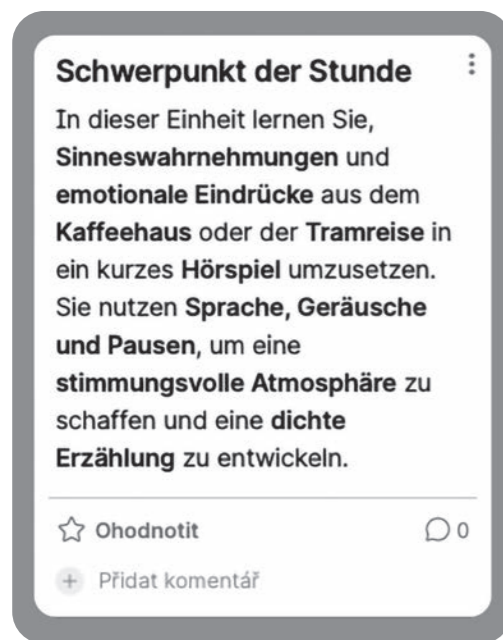 Schwerpunkt der Stunde
In dieser Einheit lernen Sie,
Sinneswahrnehmungen und
emotionale Eindrücke aus dem
Kaffeehaus oder der Tramreise in
ein kurzes Hörspiel umzusetzen.
Sie nutzen Sprache, Geräusche
und Pausen, um eine
stimmungsvolle Atmosphäre zu
schaffen und eine dichte
Erzählung zu entwickeln.
Ohodnotit 0
+ Přidat komentář